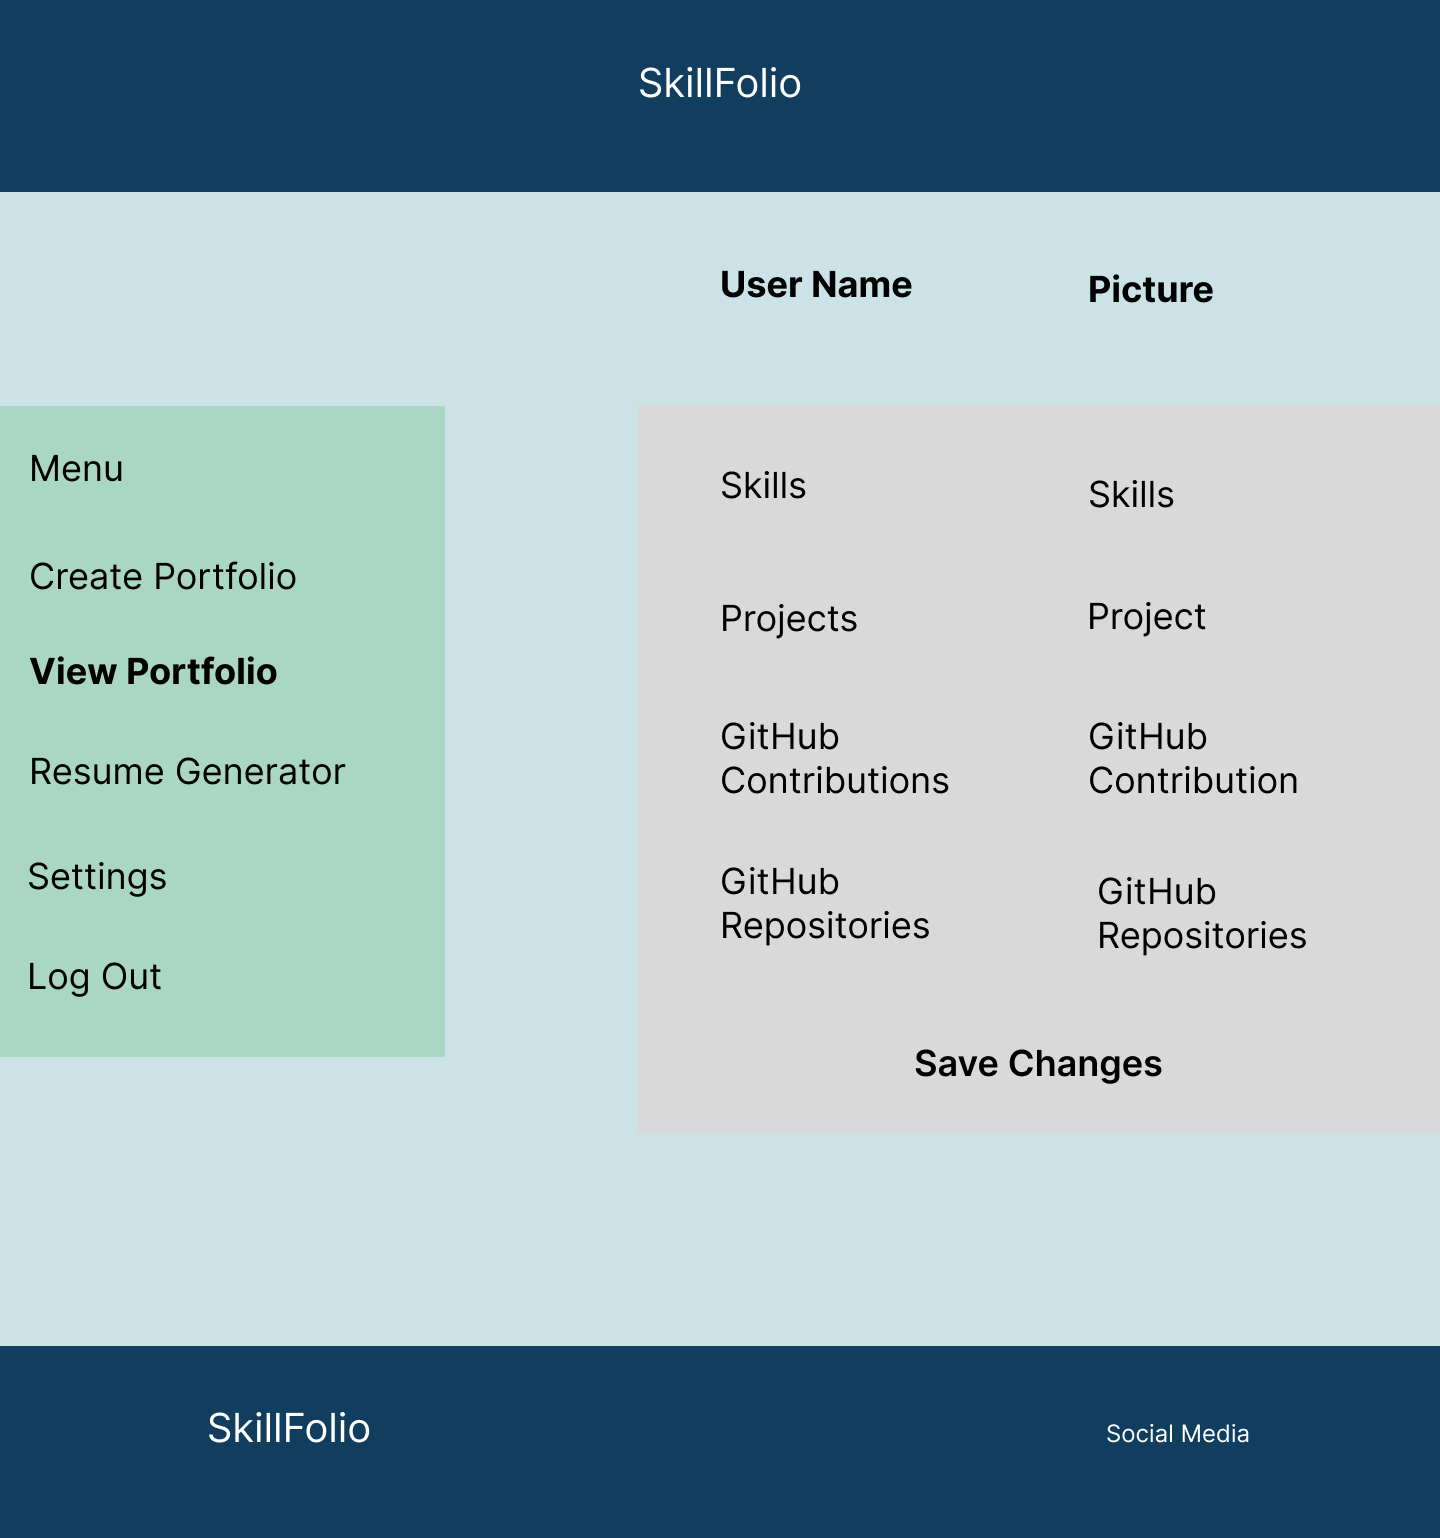 SkillFolio
User Name
Picture
Menu
Create Portfolio
View Portfolio
Resume Generator
Settings
Log Out
Skills
Skills
Projects
Project
GitHub
Contributions
GitHub
Contribution
GitHub
Repositories
GitHub
Repositories
Save Changes
SkillFolio
Social Media